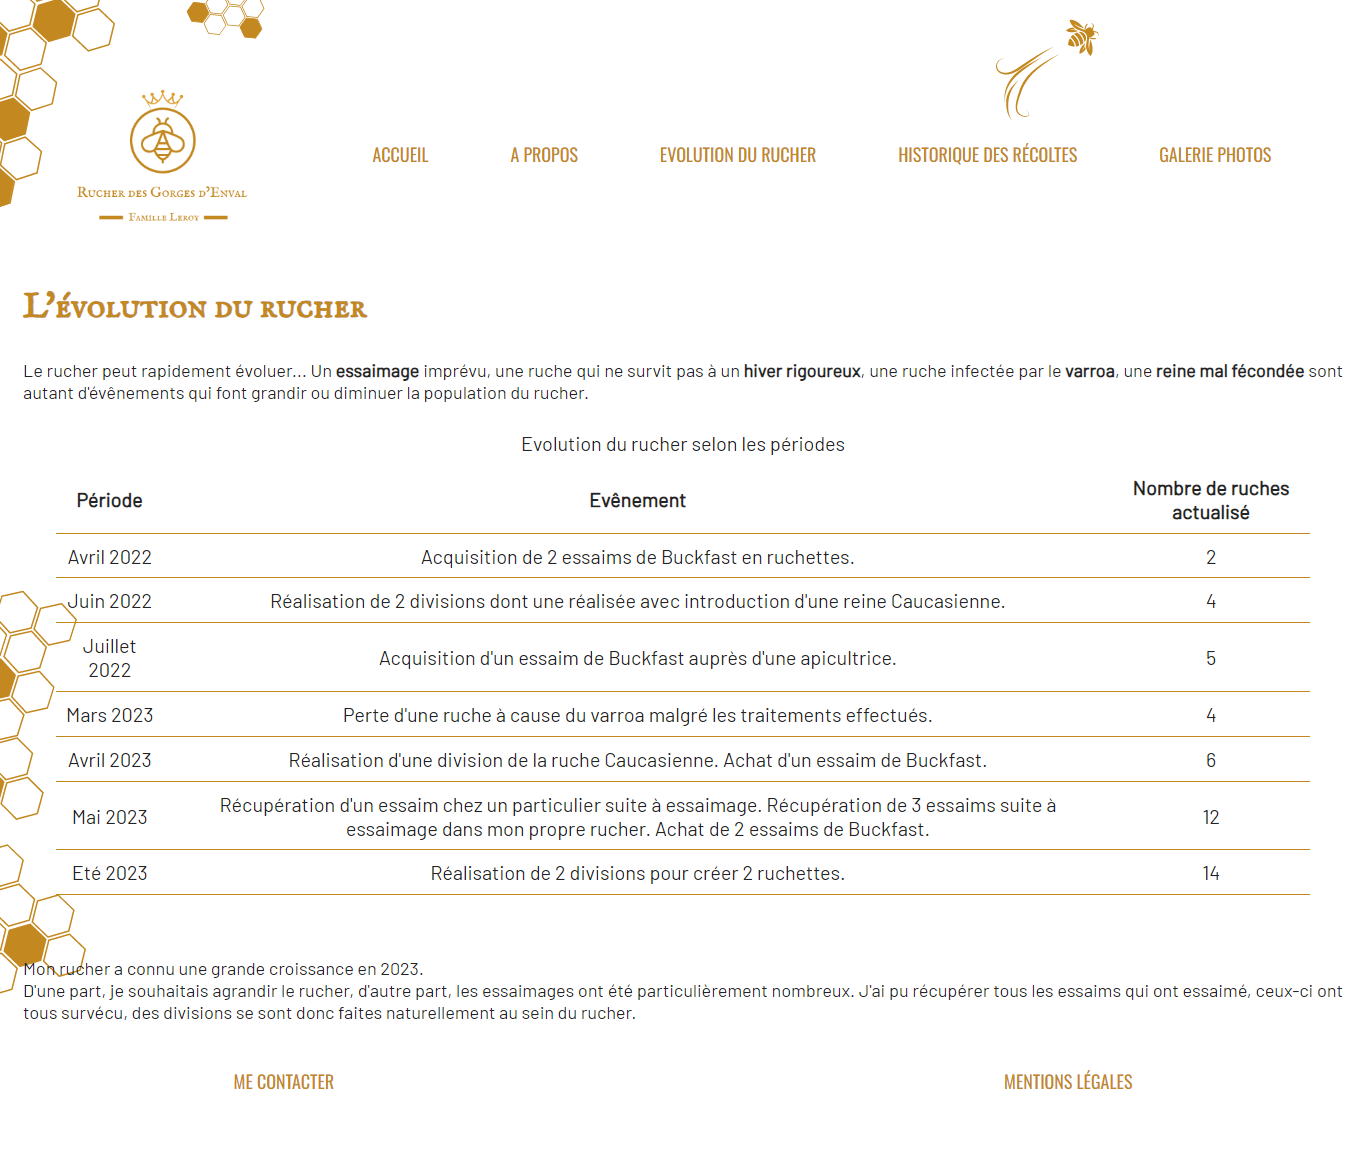 ACCUEIL
A PROPOS
EVOLUTION DU RUCHER
HISTORIQUE DES RÉCOLTES
GALERIE PHOTOS
Rucher des Gorges d'Enval
Famille Leroy
L'évolution du rucher
Le rucher peut rapidement évoluer... Un essaimage imprévu, une ruche qui ne survit pas à un hiver rigoureux, une ruche infectée par le varroa, une reine mal fécondée sont
autant d'évênements qui font grandir ou diminuer la population du rucher.
Evolution du rucher selon les périodes
Période
Evênement
Nombre de ruches
actualisé
Avril 2022
Acquisition de 2 essaims de Buckfast en ruchettes.
2
Juin 2022
Réalisation de 2 divisions dont une réalisée avec introduction d'une reine Caucasienne.
4
Juillet
2022
Acquisition d'un essaim de Buckfast auprès d'une apicultrice.
5
Mars 2023
Perte d'une ruche à cause du varroa malgré les traitements effectués.
4
Avril 2023
Réalisation d'une division de la ruche Caucasienne. Achat d'un essaim de Buckfast.
6
Mai 2023
Récupération d'un essaim chez un particulier suite à essaimage. Récupération de 3 essaims suite à
essaimage dans mon propre rucher. Achat de 2 essaims de Buckfast.
12
Eté 2023
Réalisation de 2 divisions pour créer 2 ruchettes.
14
Mon rucher a connu une grande croissance en 2023.
D'une part, je souhaitais agrandir le rucher, d'autre part, les essaimages ont été particulièrement nombreux. J'ai pu récupérer tous les essaims qui ont essaimé, ceux-ci ont
tous survécu, des divisions se sont donc faites naturellement au sein du rucher.
ME CONTACTER
MENTIONS LÉGALES